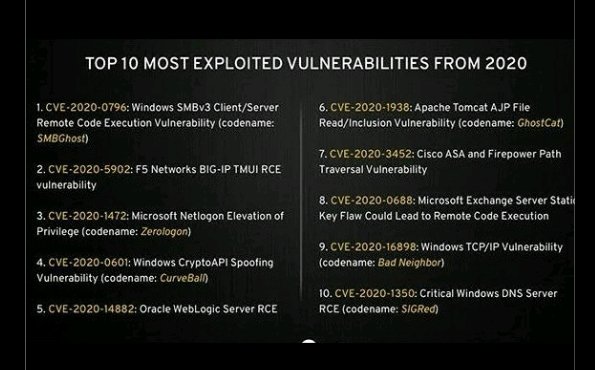 TOP 10 MOST EXPLOITED VULNERABILITIES FROM 2020
1. CVE-2020-0796: Windows SMBv3 Client/Server
Remote Code Execution Vulnerability (codename:
SMBGhost)
2. CVE-2020-5902: F5 Networks BIG-IP TMUI RCE
vulnerability
3. CVE-2020-1472: Microsoft Netlogon Elevation of
Privilege (codename: Zerologon)
4. CVE-2020-0601: Windows CryptoAPI Spoofing
Vulnerability (codename: CurveBall)
5. CVE-2020-14882: Oracle WebLogic Server RCE
6. CVE-2020-1938: Apache Tomcat AJP File
Read/Inclusion Vulnerability (codename: GhostCat)
7. CVE-2020-3452: Cisco ASA and Firepower Path
Traversal Vulnerability
8. CVE-2020-0688: Microsoft Exchange Server Static
Key Flaw Could Lead to Remote Code Execution
9. CVE-2020-16898: Windows TCP/IP Vulnerability
(codename: Bad Neighbor)
10. CVE-2020-1350: Critical Windows DNS Server
RCE (codename: SIGRed)